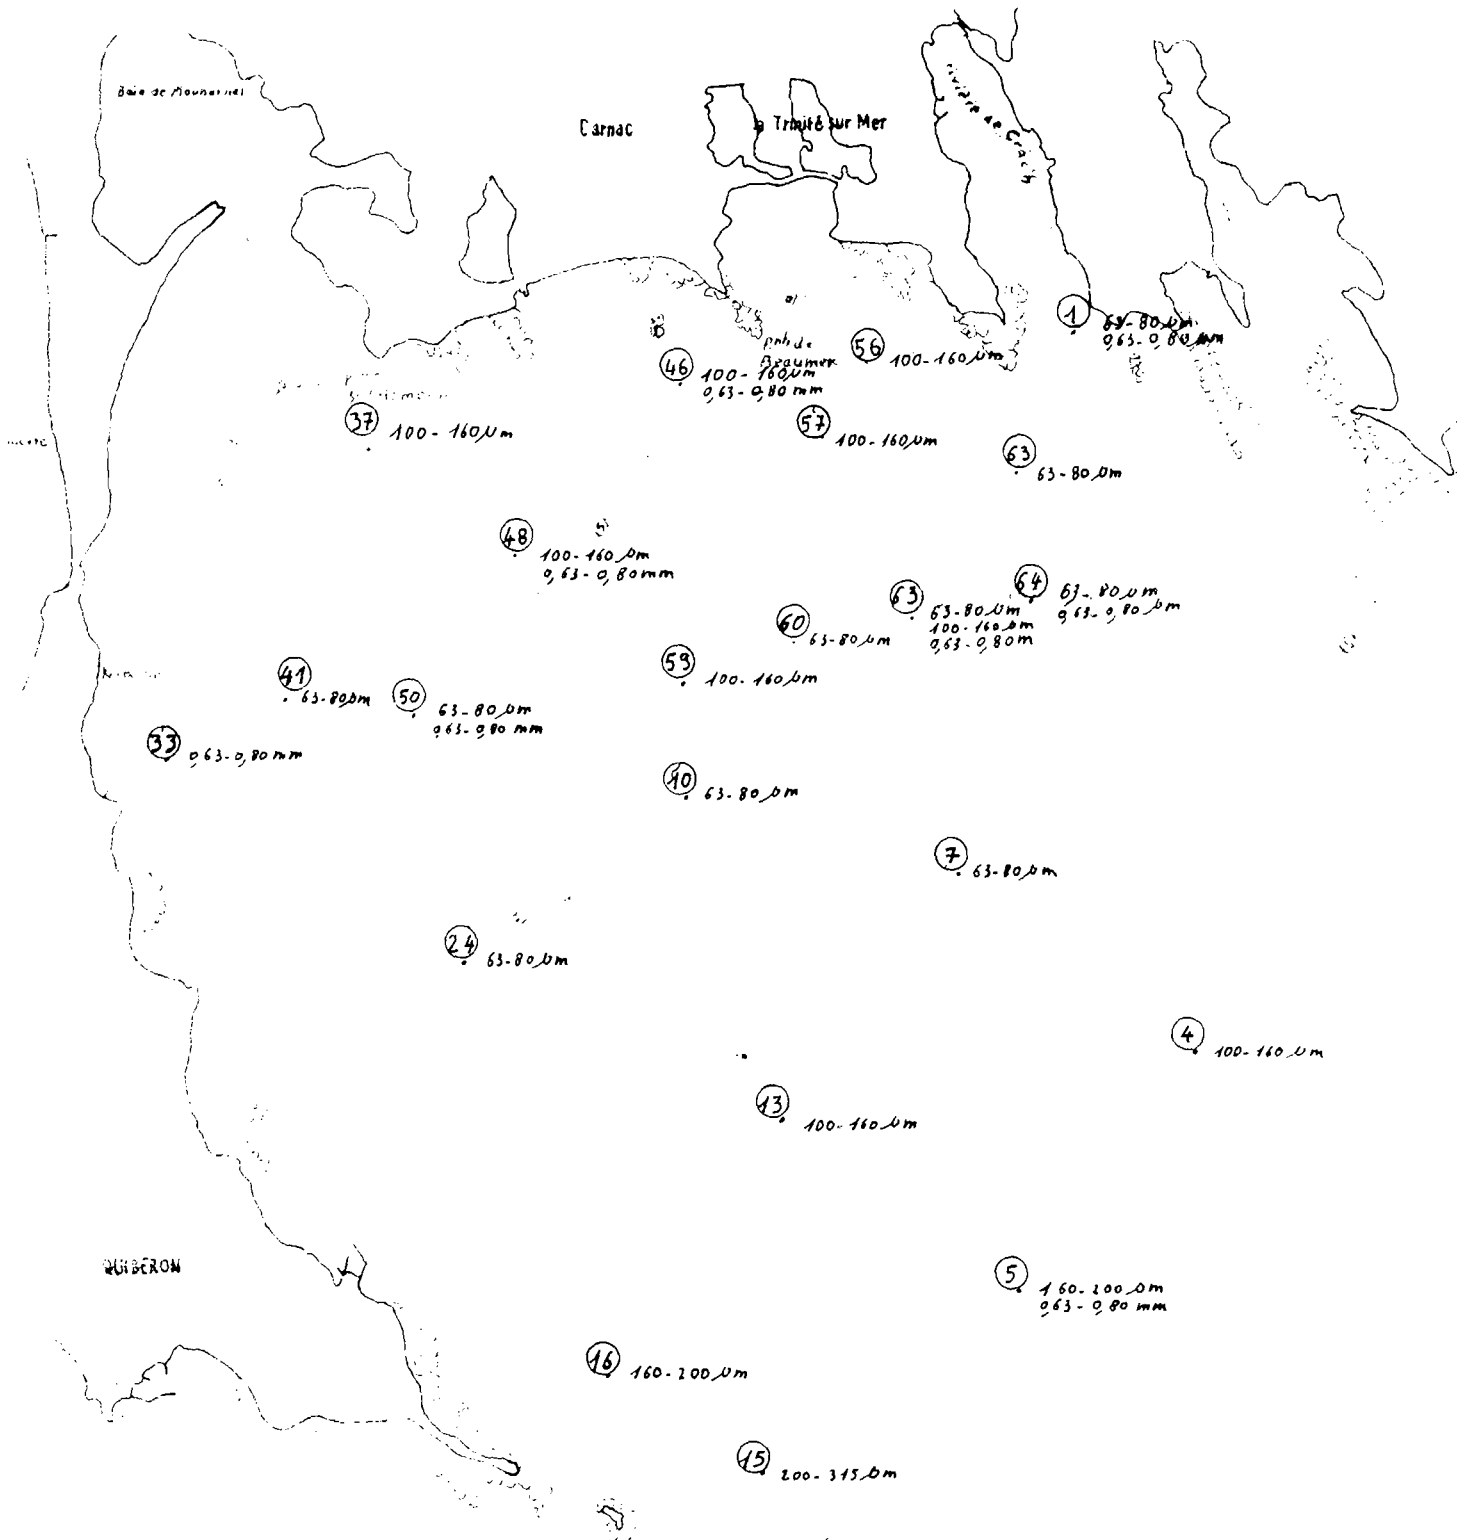 Baie de
Carnac
la Trinité sur Mer
rivière de Crach
1
63-80 µm
0,63-0,80 mm
pnte de
Beaumer
56
100-160 µm
46
100-160 µm
0,63-0,80 mm
37
100-160 µm
57
100-160 µm
63
63-80 µm
48
100-160 µm
0,63-0,80 mm
64
63-80 µm
0,63-0,80 µm
63
63-80 µm
100-160 µm
0,63-0,80m
60
63-80 µm
59
100-160 µm
41
63-80 µm
50
63-80 µm
0,63-0,80 mm
33
0,63-0,80 mm
10
63-80 µm
7
63-80 µm
24
63-80 µm
4
100-160 µm
13
100-160 µm
QUIBERON
5
160-200 µm
0,63-0,80 mm
16
160-200 µm
15
200-315 µm